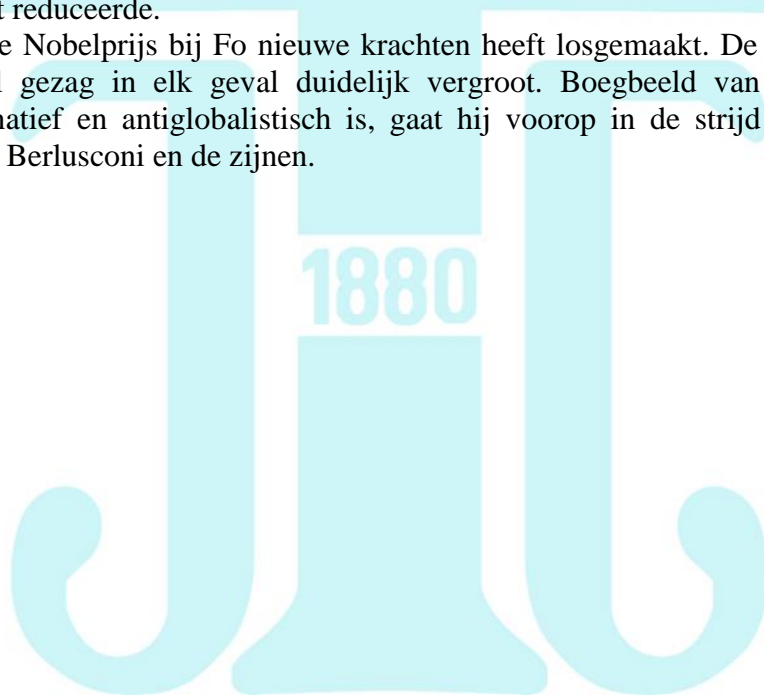 t reduceerde.
e Nobelprijs bij Fo nieuwe krachten heeft losgemaakt. De
l gezag in elk geval duidelijk vergroot. Boegbeeld van
natief en antiglobalistisch is, gaat hij voorop in de strijd
Berlusconi en de zijnen.
1880